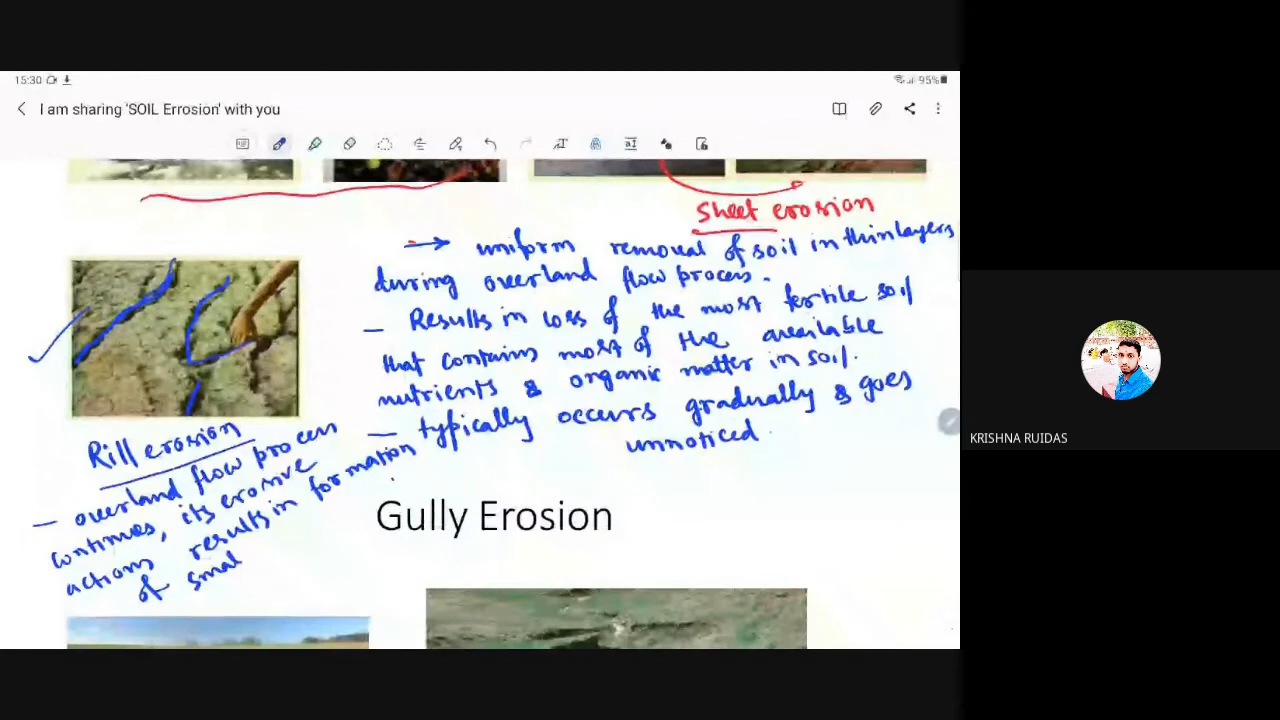 15:30
95%
I am sharing 'SOIL Errosion' with you
Sheet erosion
→ uniform removal of soil in thin layers
during overland flow process.
— Results in loss of the most fertile soil
that contains most of the available
nutrients & organic matter in soil.
— typically occurs gradually & goes
unnoticed.
Rill erosion
— overland flow process
continues, its erosive
actions results in formation
of smal
Gully Erosion
KRISHNA RUIDAS